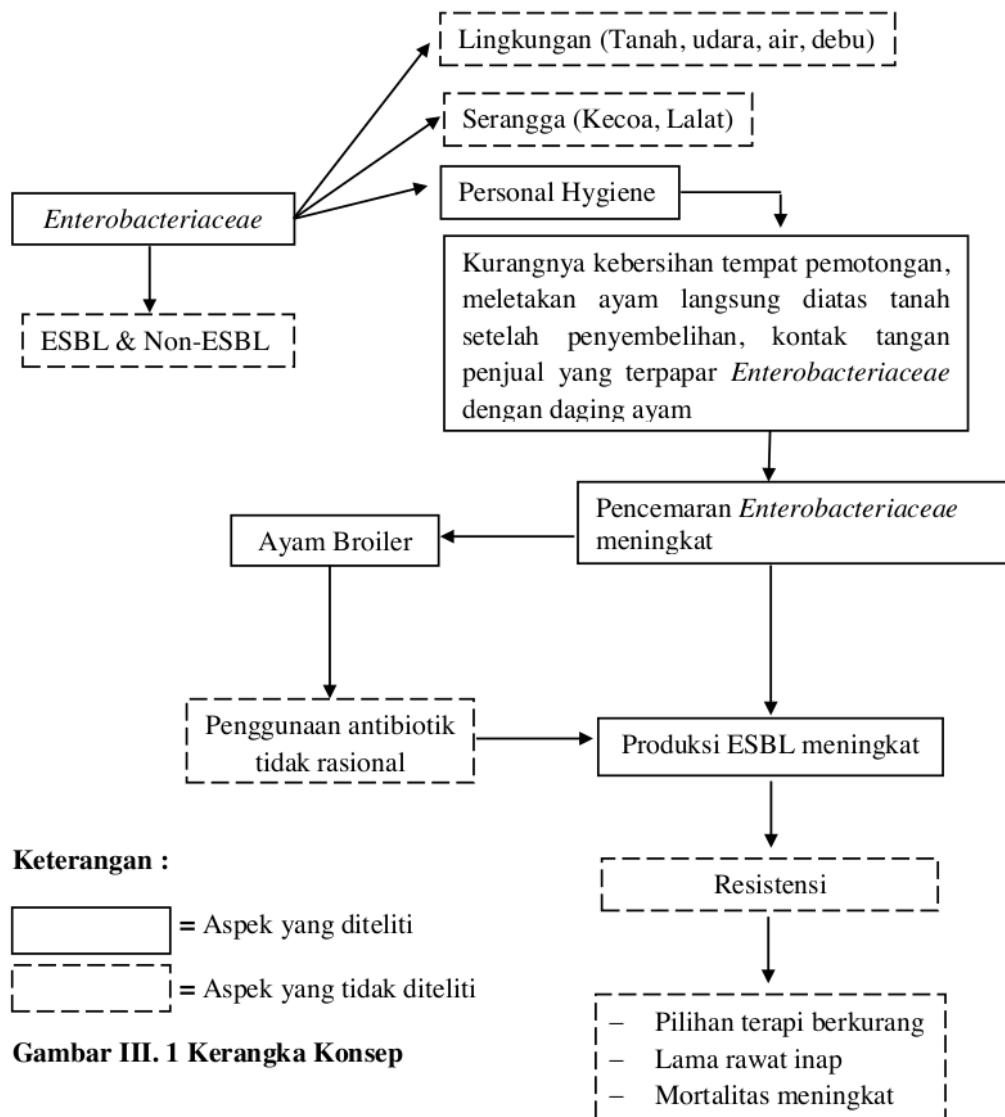 Lingkungan (Tanah, udara, air, debu)
Serangga (Kecoa, Lalat)
Personal Hygiene
Enterobacteriaceae
Kurangnya kebersihan tempat pemotongan,
meletakan ayam langsung diatas tanah
setelah penyembelihan, kontak tangan
penjual yang terpapar Enterobacteriaceae
dengan daging ayam
ESBL & Non-ESBL
Pencemaran Enterobacteriaceae
meningkat
Ayam Broiler
Penggunaan antibiotik
tidak rasional
Produksi ESBL meningkat
Keterangan :
= Aspek yang diteliti
= Aspek yang tidak diteliti
Resistensi
– Pilihan terapi berkurang
– Lama rawat inap
– Mortalitas meningkat
Gambar III. 1 Kerangka Konsep